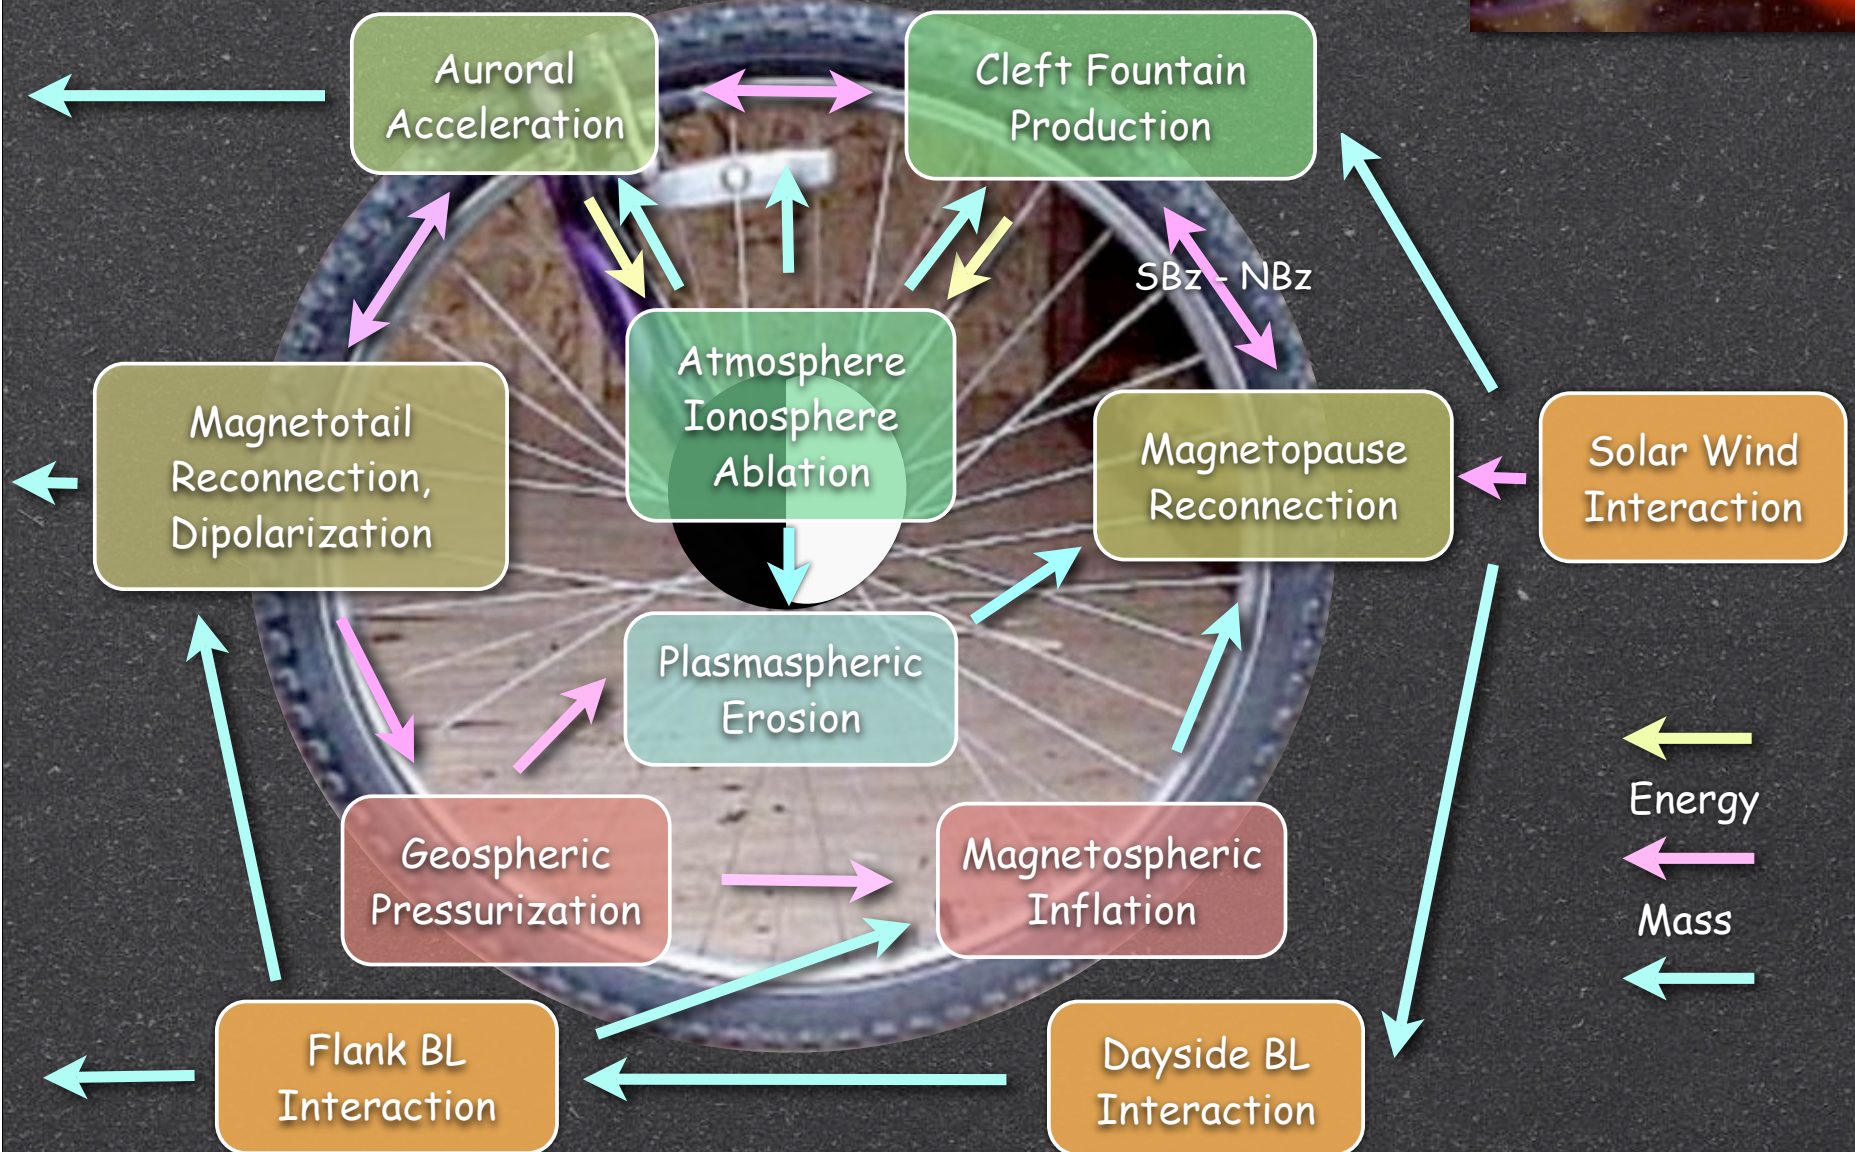 Auroral
Acceleration
Cleft Fountain
Production
SBz - NBz
Atmosphere
Ionosphere
Ablation
Magnetotail
Reconnection,
Dipolarization
Magnetopause
Reconnection
Solar Wind
Interaction
Plasmaspheric
Erosion
Geospheric
Pressurization
Magnetospheric
Inflation
Energy
Mass
Flank BL
Interaction
Dayside BL
Interaction